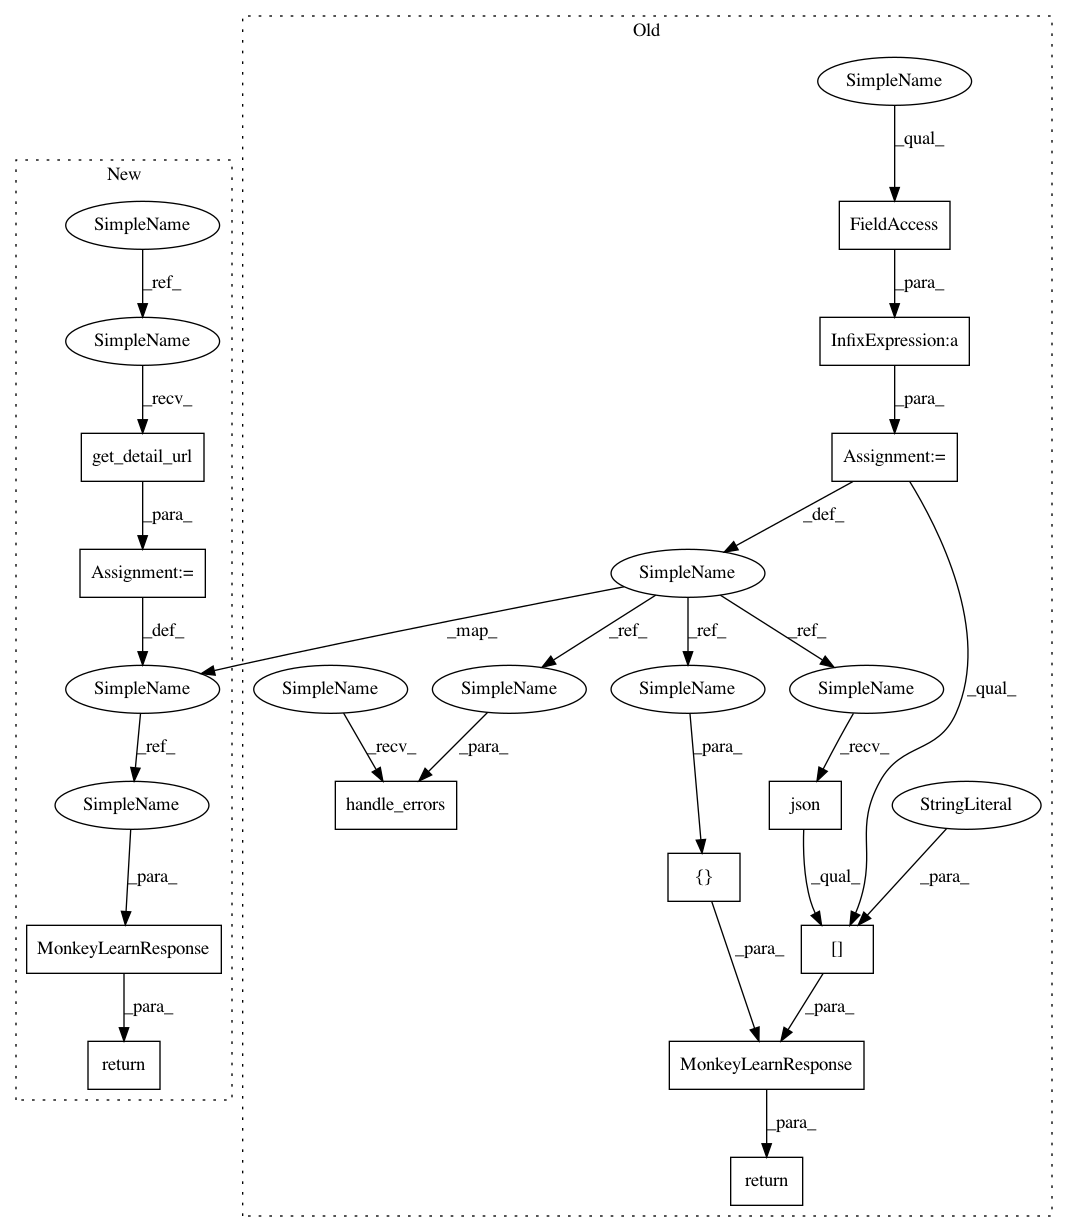 Old
SimpleName
_qual_
New
SimpleName
FieldAccess
_ref_
_para_
SimpleName
InfixExpression:a
_recv_
_para_
get_detail_url
Assignment:=
_para_
_def_
Assignment:=
SimpleName
_def_
_map_
_ref_
_ref_
_ref_
_qual_
SimpleName
SimpleName
SimpleName
SimpleName
SimpleName
_ref_
_recv_
_para_
_para_
_recv_
SimpleName
handle_errors
json
StringLiteral
_para_
{}
_qual_
_para_
MonkeyLearnResponse
_para_
[]
_para_
_para_
return
MonkeyLearnResponse
_para_
return